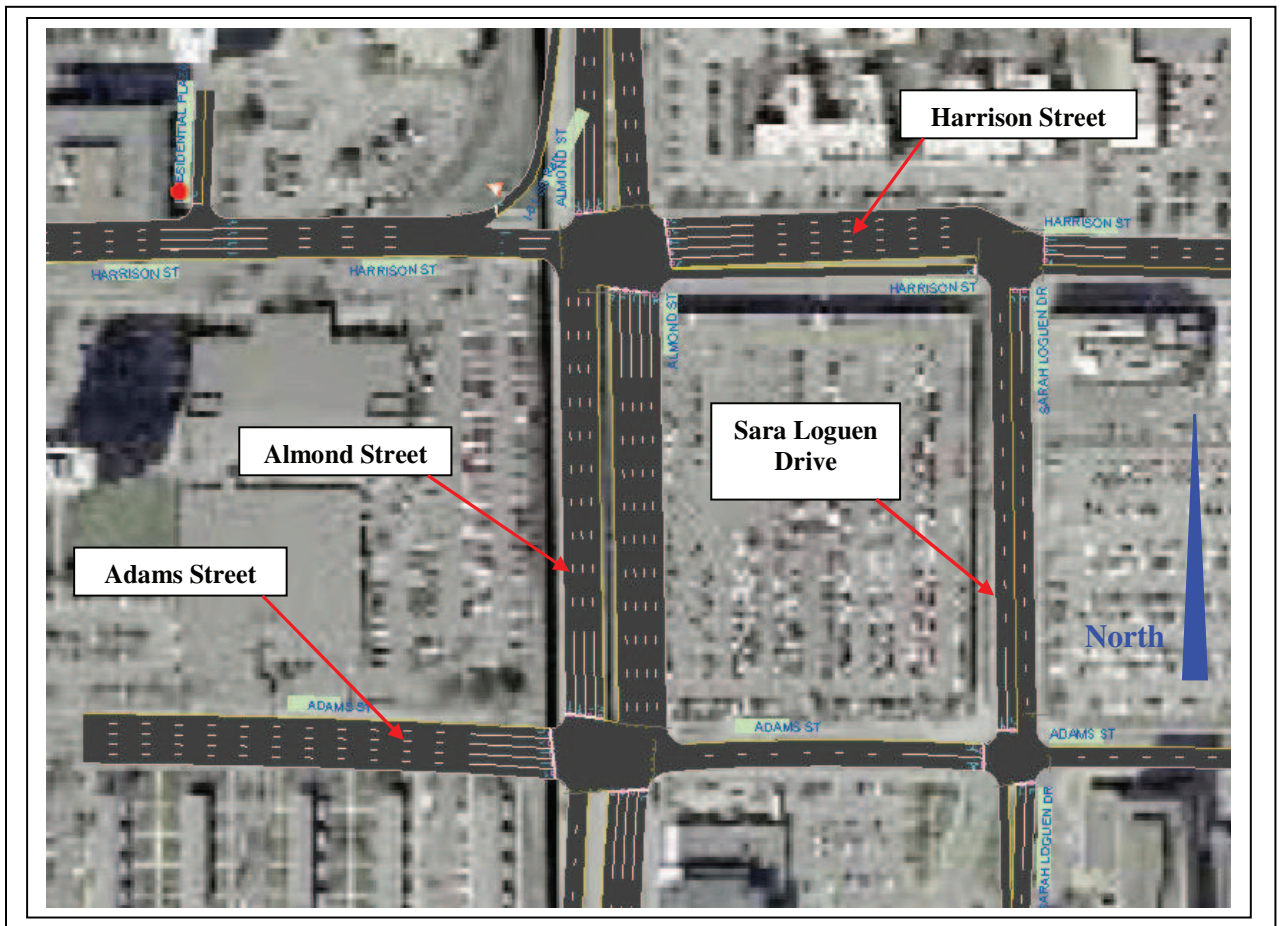 Harrison Street
ALMOND ST
HARRISON ST
HARRISON ST
HARRISON ST
HARRISON ST
ALMOND ST
SARAH LOGUEN DR
Almond Street
Sara Loguen
Drive
Adams Street
North
ADAMS ST
ADAMS ST
ADAMS ST
SARAH LOGUEN DR